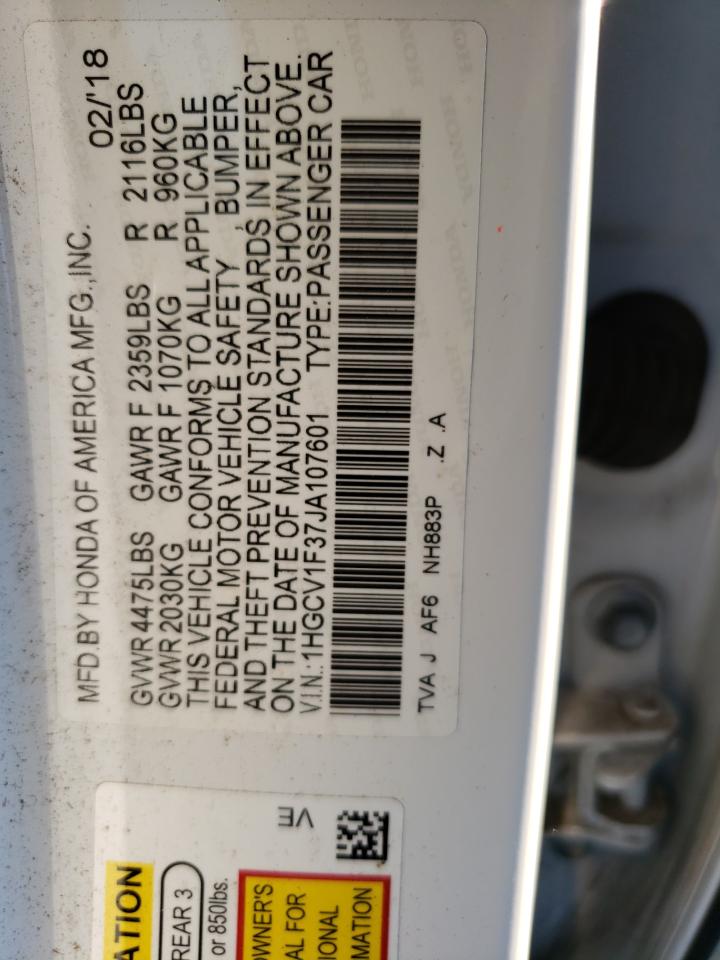 MFD.BY HONDA OF AMERICA MFG.,INC. 02/'18
GVWR 4475LBS GAWR F 2359LBS R 2116LBS
GVWR 2030KG GAWR F 1070KG R 960KG
THIS VEHICLE CONFORMS TO ALL APPLICABLE
FEDERAL MOTOR VEHICLE SAFETY , BUMPER,
AND THEFT PREVENTION STANDARDS IN EFFECT
ON THE DATE OF MANUFACTURE SHOWN ABOVE.
V.I.N.:1HGCV1F37JA107601 TYPE:PASSENGER CAR
TVA J AF6 NH883P .Z .A
VE
ATION
REAR 3
or 850lbs.
OWNER'S
AL FOR
IONAL
MATION